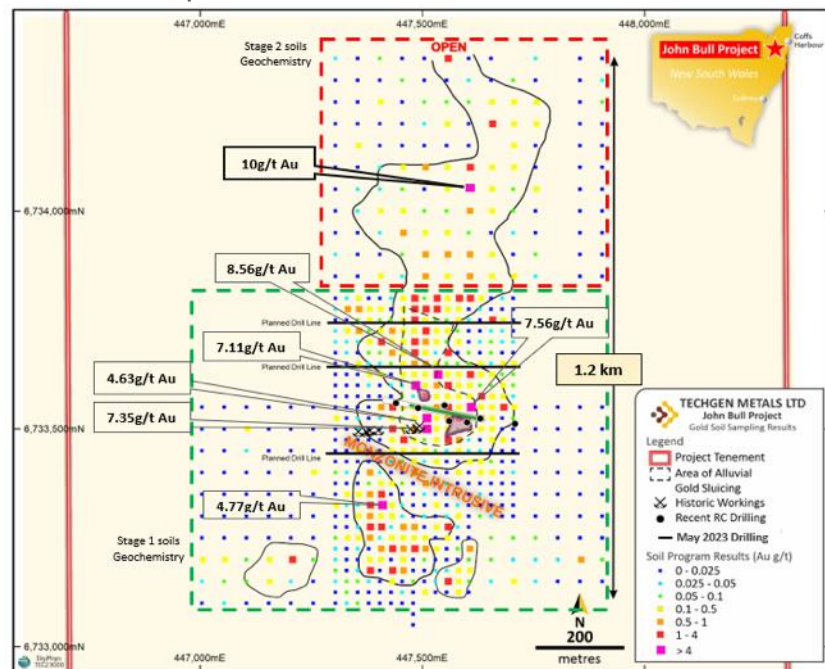 447,000mE
447,500mE
448,000mE
Stage 2 soils
Geochemistry
OPEN
John Bull Project
Coffs
Harbour
New South Wales
Sydney
10g/t Au
6,734,000mN
6,734,000mN
8.56g/t Au
Planned Drill Line
7.56g/t Au
7.11g/t Au
Planned Drill Line
4.63g/t Au
1.2 km
7.35g/t Au
6,733,500mN
Planned Drill Line
MONZONITE INTRUSIVE
4.77g/t Au
Stage 1 soils
Geochemistry
TECHGEN METALS LTD
John Bull Project
Gold Soil Sampling Results
Legend
Project Tenement
Area of Alluvial
Gold Sluicing
Historic Workings
Recent RC Drilling
May 2023 Drilling
Soil Program Results (Au g/t)
0 - 0.025
0.025 - 0.05
0.05 - 0.1
0.1 - 0.5
0.5 - 1
1 - 4
> 4
N
200
metres
6,733,000mN
447,000mE
447,500mE